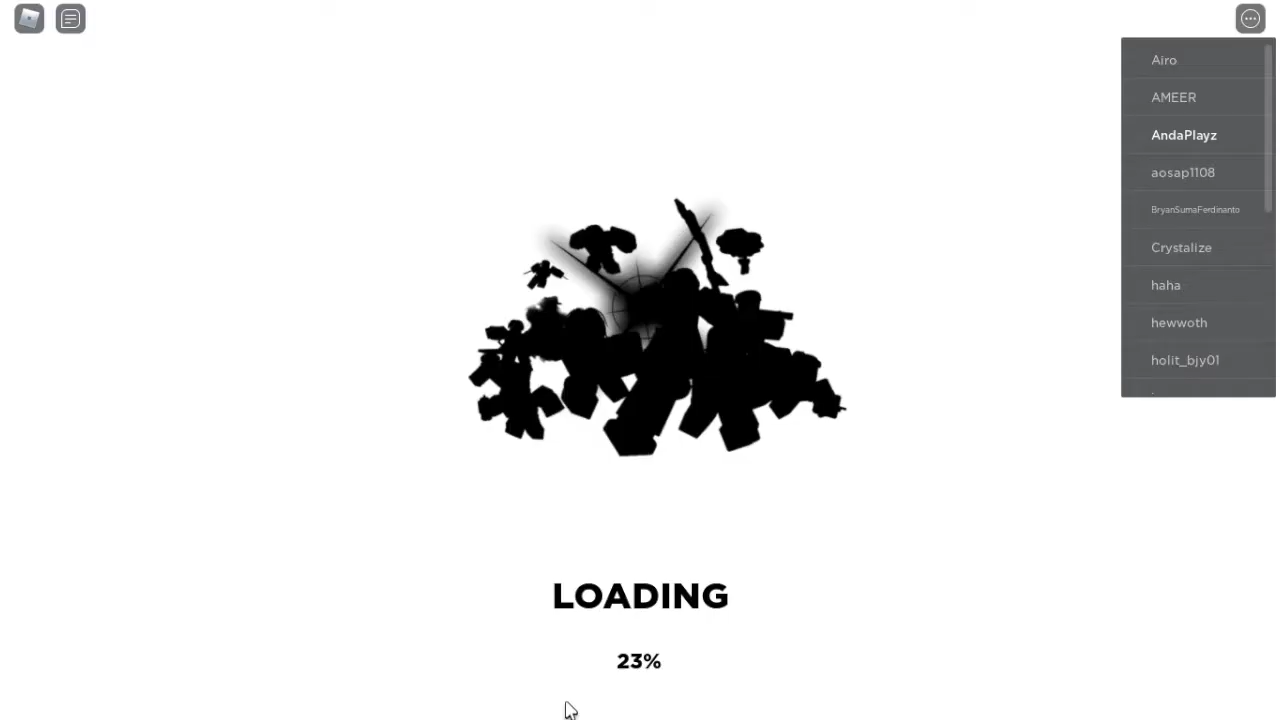 Airo
AMEER
AndaPlayz
aosap1108
BryanSumaFerdinanto
Crystalize
haha
hewwoth
holit_bjy01
LOADING
23%